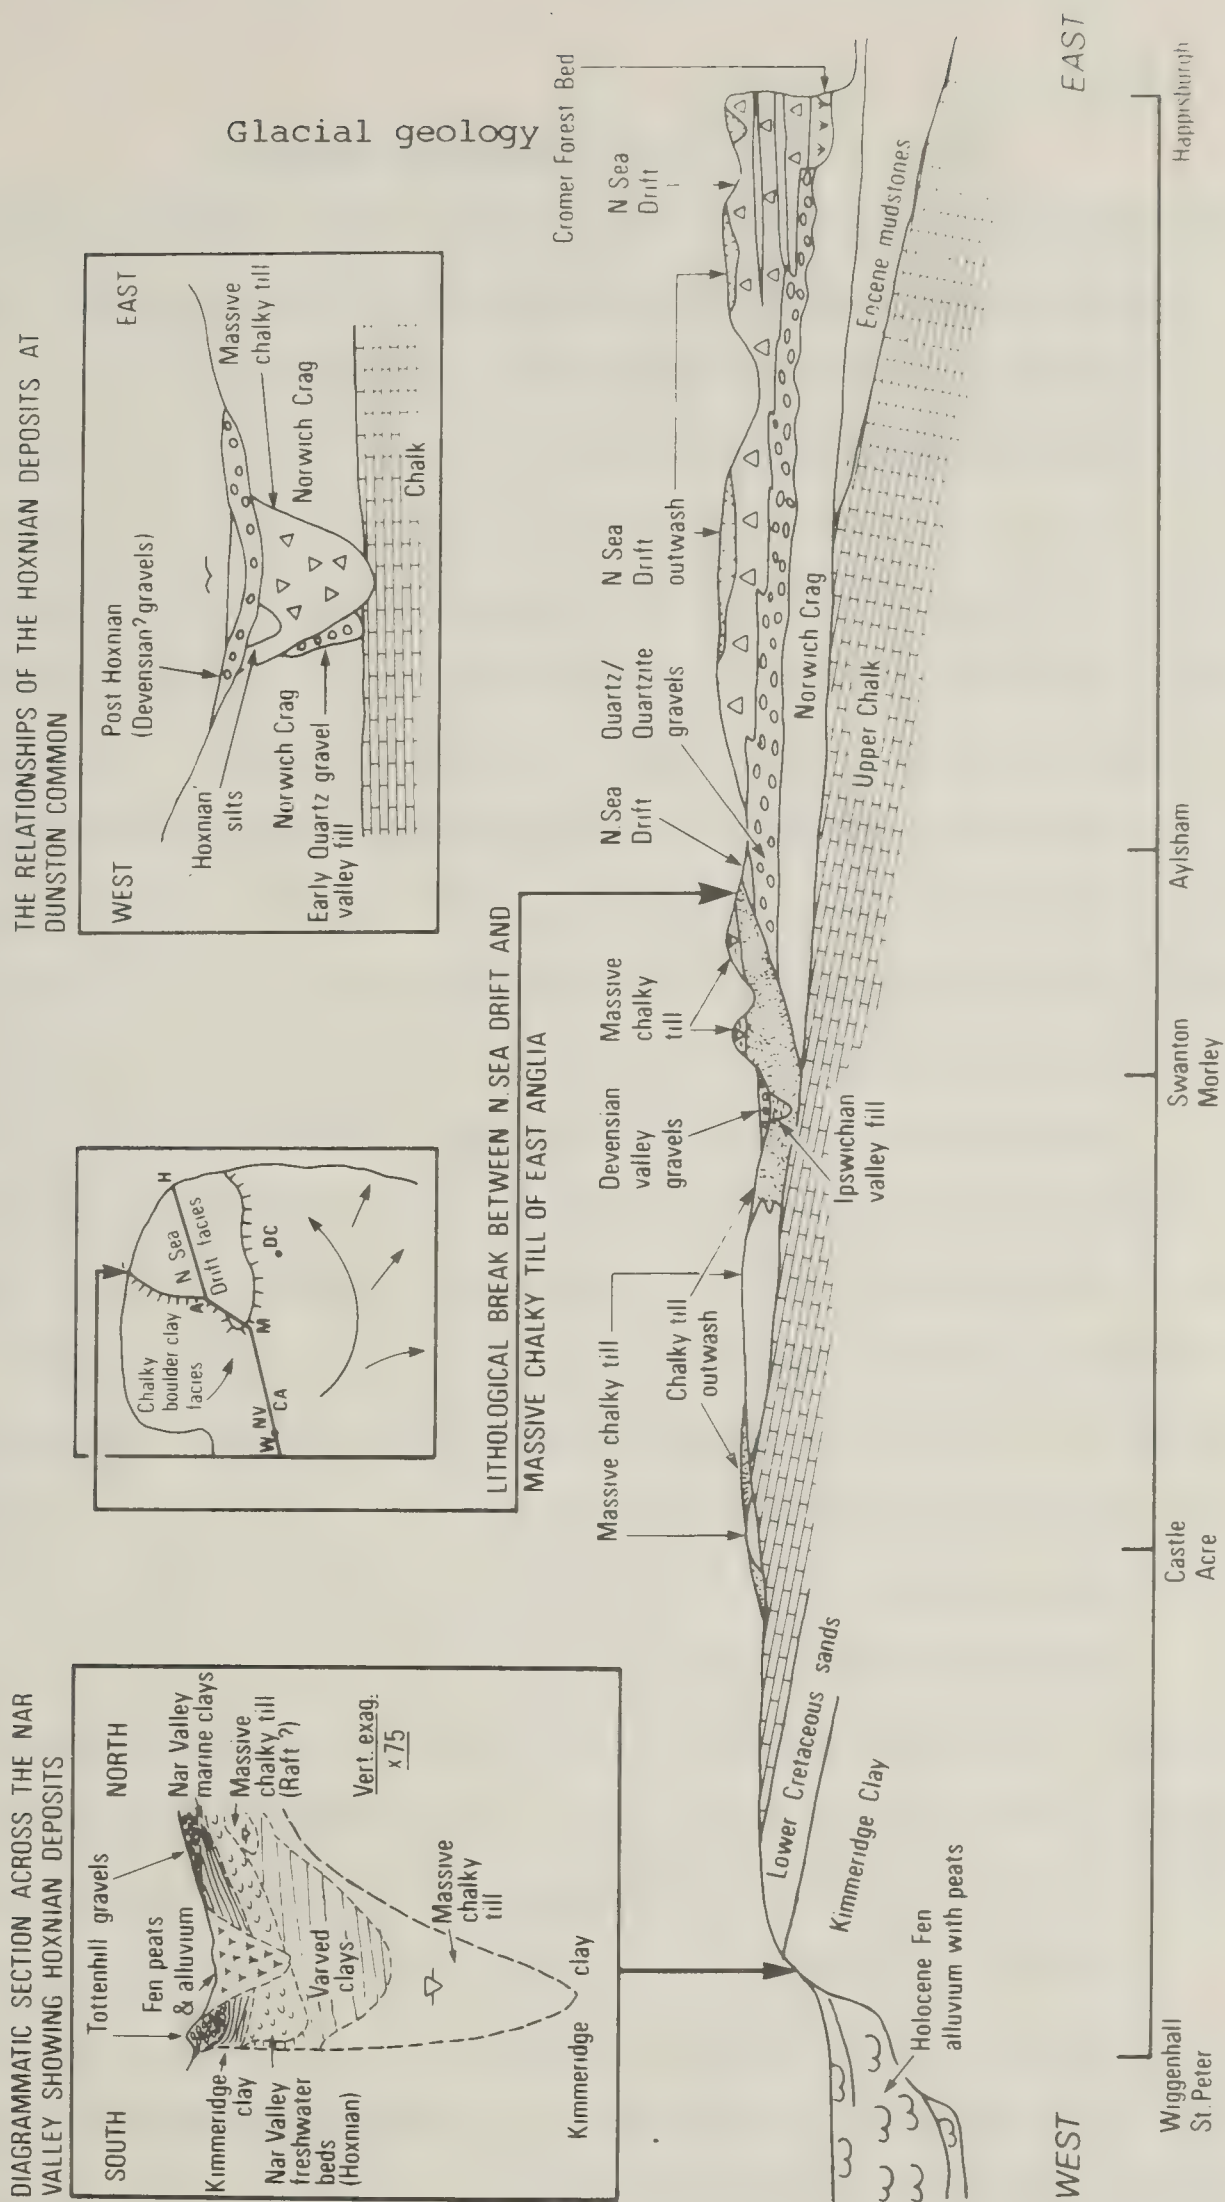 Glacial geology
DIAGRAMMATIC SECTION ACROSS THE NAR
VALLEY SHOWING HOXNIAN DEPOSITS
SOUTH
NORTH
Tottenhill gravels
Fen peats
& alluvium
Nar Valley
marine clays
Massive
chalky till
(Raft ?)
Vert. exag.
x 75
Kimmeridge
clay
Nar Valley
freshwater
beds
(Hoxnian)
Varved
clays
Massive
chalky
till
Kimmeridge
clay
Chalky
boulder clay
facies
N Sea
Drift facies
H
A
M
DC
W
NV
CA
LITHOLOGICAL BREAK BETWEEN N.SEA DRIFT AND
MASSIVE CHALKY TILL OF EAST ANGLIA
THE RELATIONSHIPS OF THE HOXNIAN DEPOSITS AT
DUNSTON COMMON
WEST
EAST
Post Hoxnian
(Devensian? gravels)
Hoxnian
silts
Norwich Crag
Early Quartz gravel
valley fill
Massive
chalky till
Norwich Crag
Chalk
Massive chalky till
Chalky till
outwash
Devensian
valley
gravels
Ipswichian
valley fill
Massive
chalky
till
N.Sea
Drift
Quartz/
Quartzite
gravels
N Sea
Drift
outwash
N Sea
Drift
Cromer Forest Bed
Norwich Crag
Upper Chalk
Eocene mudstones
Lower Cretaceous sands
Kimmeridge Clay
Holocene Fen
alluvium with peats
WEST
EAST
Wiggenhall
St. Peter
Castle
Acre
Swanton
Morley
Aylsham
Happisburgh